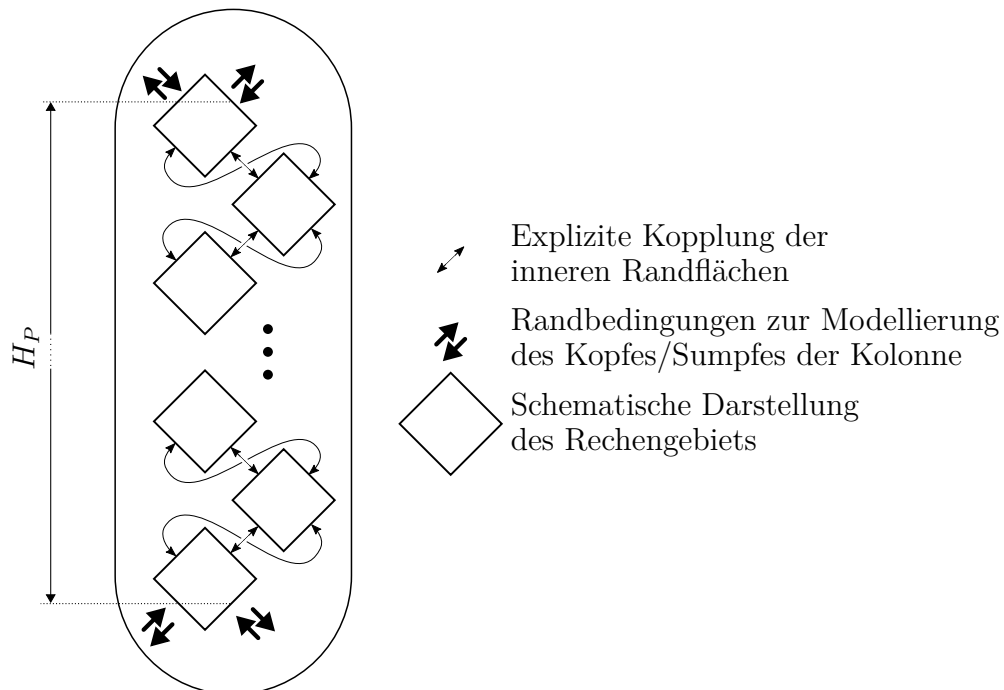 H_P
Explizite Kopplung der
inneren Randflächen
Randbedingungen zur Modellierung
des Kopfes/Sumpfes der Kolonne
Schematische Darstellung
des Rechengebiets